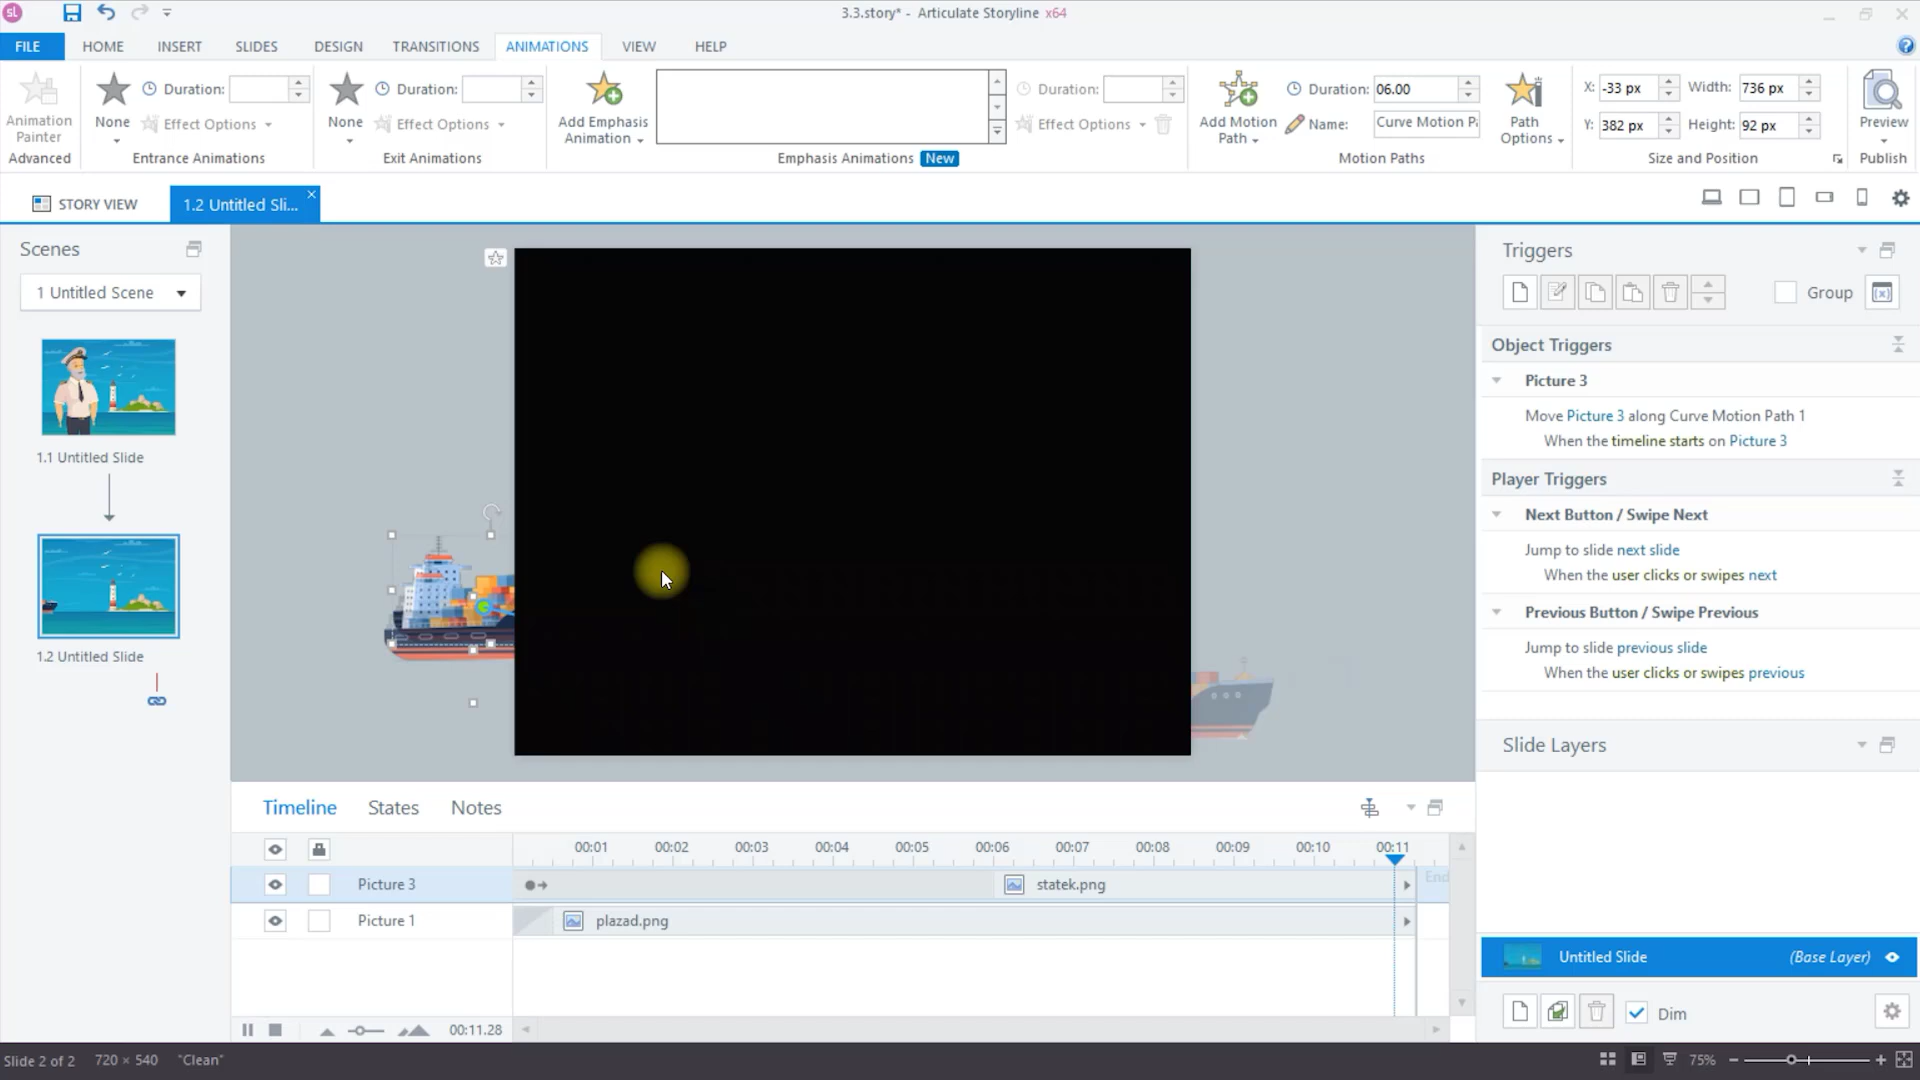 sl
3.3.story* - Articulate Storyline x64
FILE HOME INSERT SLIDES DESIGN TRANSITIONS ANIMATIONS VIEW HELP
Animation Painter
Advanced
None
Duration:
Effect Options
Entrance Animations
None
Duration:
Effect Options
Exit Animations
Add Emphasis Animation
Duration:
Effect Options
Emphasis Animations New
Add Motion Path
Duration: 06.00
Name: Curve Motion P
Path Options
Motion Paths
X: -33 px Width: 736 px
Y: 382 px Height: 92 px
Size and Position
Preview
Publish
STORY VIEW
1.2 Untitled Sli...
Scenes
1 Untitled Scene
1.1 Untitled Slide
1.2 Untitled Slide
Triggers
Group
Object Triggers
Picture 3
Move Picture 3 along Curve Motion Path 1
When the timeline starts on Picture 3
Player Triggers
Next Button / Swipe Next
Jump to slide next slide
When the user clicks or swipes next
Previous Button / Swipe Previous
Jump to slide previous slide
When the user clicks or swipes previous
Slide Layers
Untitled Slide (Base Layer)
Dim
Timeline States Notes
00:01 00:02 00:03 00:04 00:05 00:06 00:07 00:08 00:09 00:10 00:11
Picture 3 statek.png End
Picture 1 plazad.png
00:11.28
Slide 2 of 2 720 × 540 "Clean" 75%